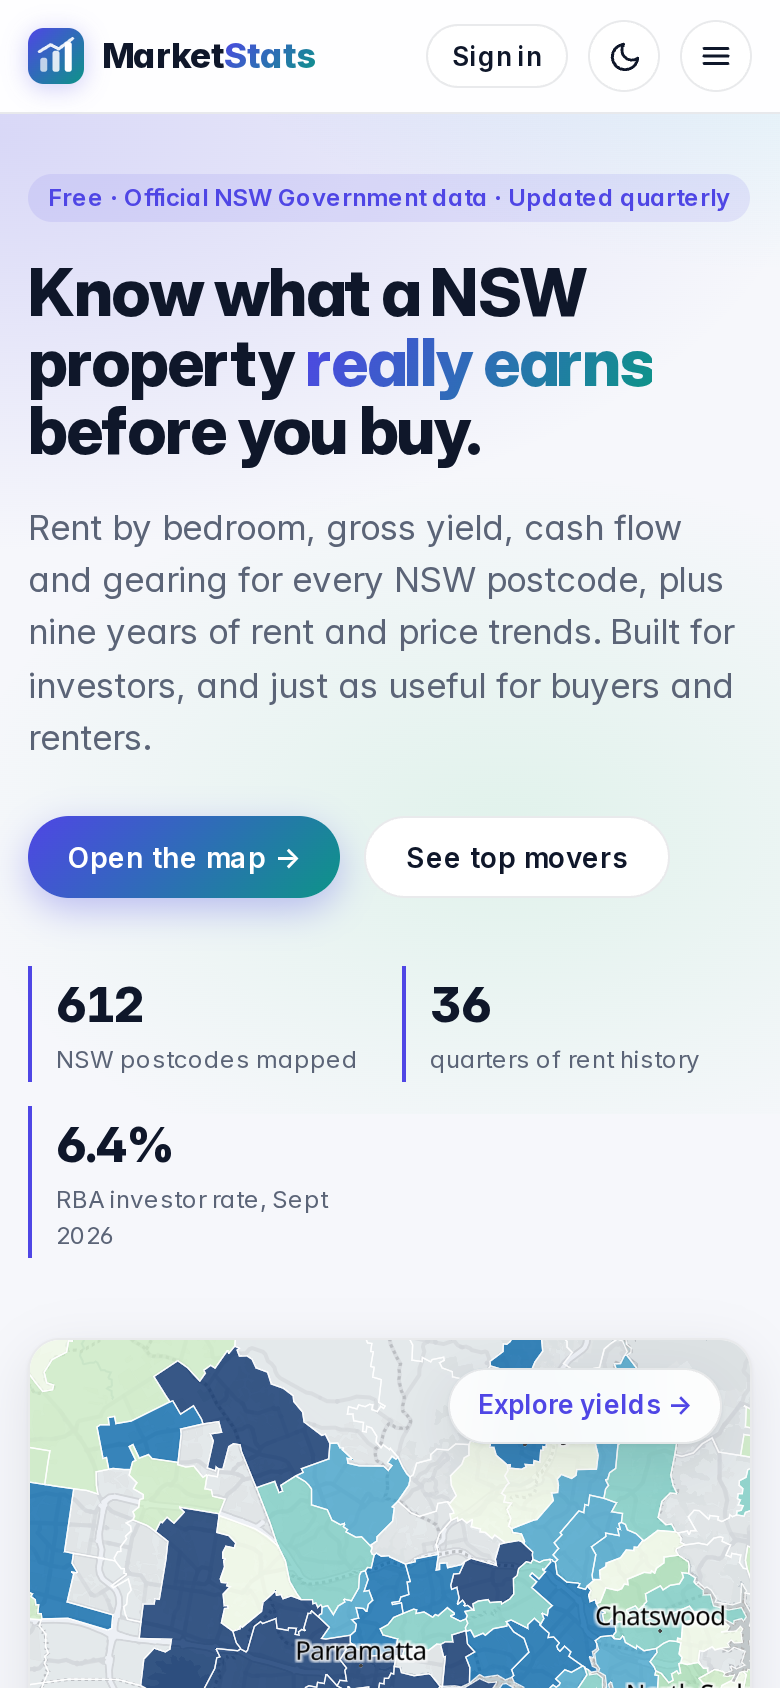 MarketStats
Sign in
Free · Official NSW Government data · Updated quarterly
Know what a NSW
property really earns
before you buy.
Rent by bedroom, gross yield, cash flow
and gearing for every NSW postcode, plus
nine years of rent and price trends. Built for
investors, and just as useful for buyers and
renters.
Open the map →
See top movers
612
NSW postcodes mapped
36
quarters of rent history
6.4%
RBA investor rate, Sept
2026
Explore yields →
Chatswood
Parramatta